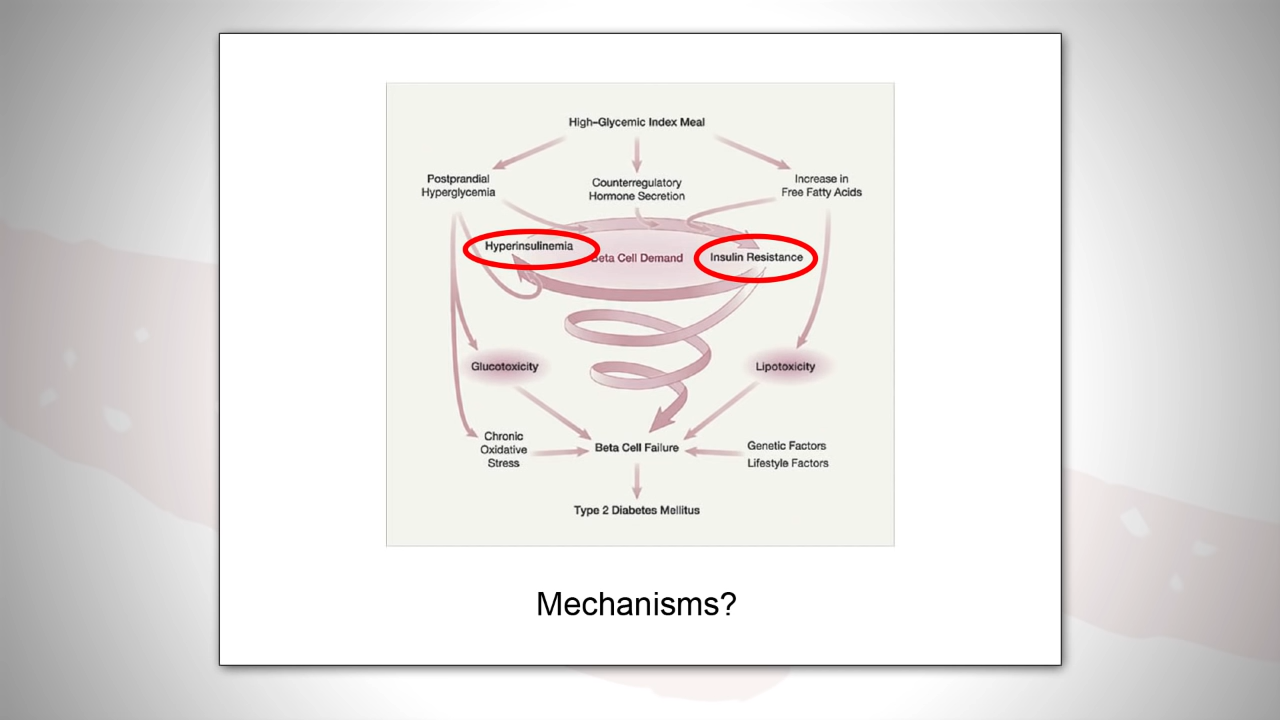 High–Glycemic Index Meal
Postprandial
Hyperglycemia
Counterregulatory
Hormone Secretion
Increase in
Free Fatty Acids
Hyperinsulinemia
Beta Cell Demand
Insulin Resistance
Glucotoxicity
Lipotoxicity
Chronic
Oxidative
Stress
Beta Cell Failure
Genetic Factors
Lifestyle Factors
Type 2 Diabetes Mellitus
Mechanisms?